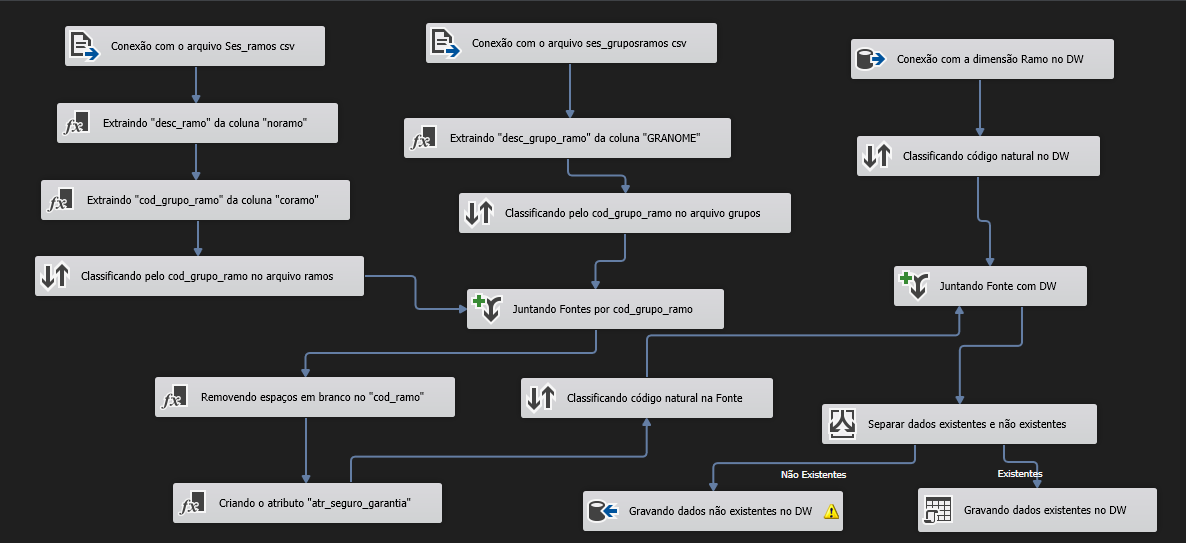 Conexão com o arquivo Ses_ramos csv
Conexão com o arquivo ses_gruposramos csv
Conexão com a dimensão Ramo no DW
Extraindo "desc_ramo" da coluna "noramo"
Extraindo "desc_grupo_ramo" da coluna "GRANOME"
Classificando código natural no DW
Extraindo "cod_grupo_ramo" da coluna "coramo"
Classificando pelo cod_grupo_ramo no arquivo grupos
Classificando pelo cod_grupo_ramo no arquivo ramos
Juntando Fontes por cod_grupo_ramo
Juntando Fonte com DW
Removendo espaços em branco no "cod_ramo"
Classificando código natural na Fonte
Separar dados existentes e não existentes
Não Existentes
Existentes
Criando o atributo "atr_seguro_garantia"
Gravando dados não existentes no DW
Gravando dados existentes no DW